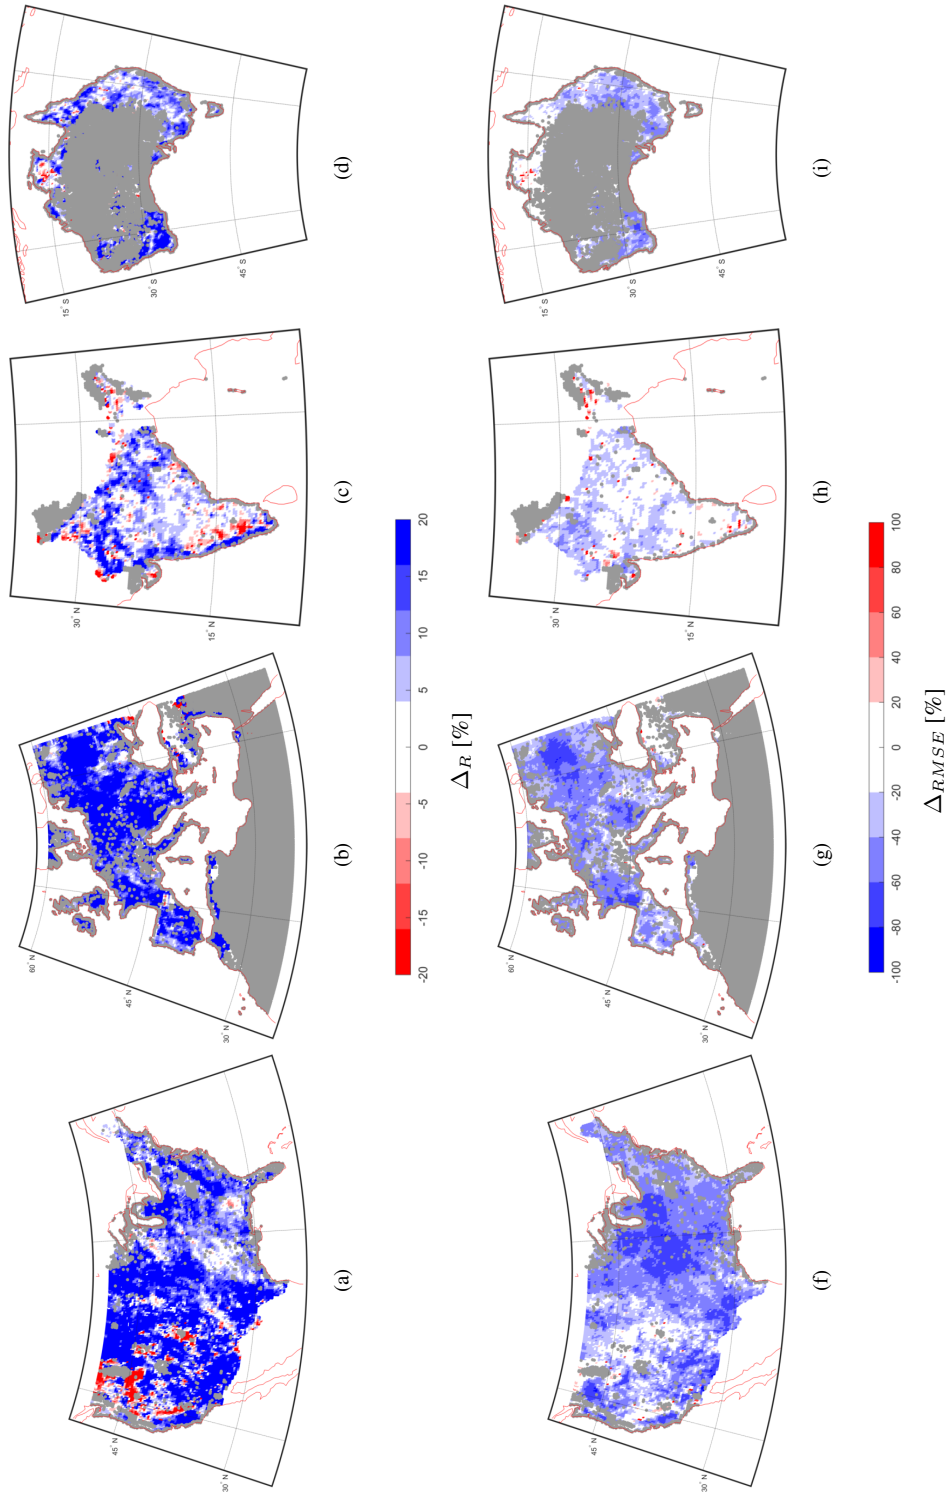 45° N
30° N
(a)
60° N
45° N
30° N
(b)
30° N
15° N
(c)
15° S
30° S
45° S
(d)
-20 -15 -10 -5 0 5 10 15 20
Δ_R [%]
45° N
30° N
(f)
60° N
45° N
30° N
(g)
30° N
15° N
(h)
15° S
30° S
45° S
(i)
-100 -80 -60 -40 -20 0 20 40 60 80 100
Δ_RMSE [%]